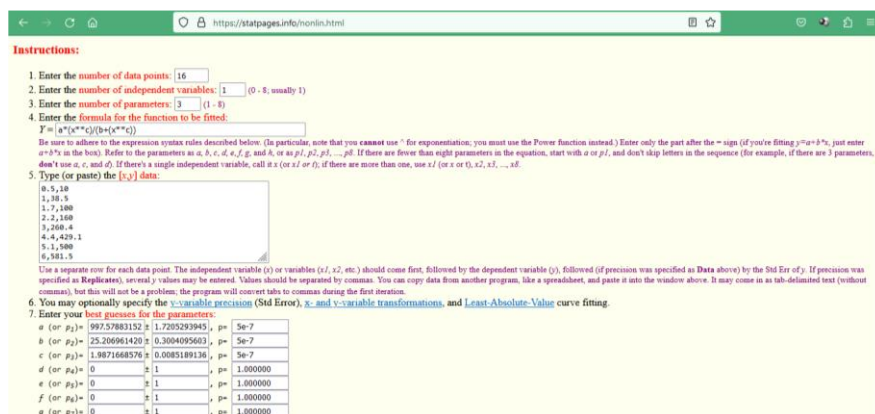 https://statpages.info/nonlin.html
Instructions:
1. Enter the number of data points: 16
2. Enter the number of independent variables: 1 (0 - 8; usually 1)
3. Enter the number of parameters: 3 (1 - 8)
4. Enter the formula for the function to be fitted:
Y = a*(x**c)/(b+(x**c))
Be sure to adhere to the expression syntax rules described below. (In particular, note that you cannot use ^ for exponentiation; you must use the Power function instead.) Enter only the part after the = sign (if you're fitting y=a+b*x, just enter
a+b*x in the box). Refer to the parameters as a, b, c, d, e, f, g, and h, or as p1, p2, p3, ..., p8. If there are fewer than eight parameters in the equation, start with a or p1, and don't skip letters in the sequence (for example, if there are 3 parameters,
don't use a, c, and d). If there's a single independent variable, call it x (or x1 or t); if there are more than one, use x1 (or x or t), x2, x3, ..., x8.
5. Type (or paste) the [x,y] data:
0.5,10
1,38.5
1.7,100
2.2,160
3,260.4
4.4,429.1
5.1,500
6,581.5
Use a separate row for each data point. The independent variable (x) or variables (x1, x2, etc.) should come first, followed by the dependent variable (y), followed (if precision was specified as Data above) by the Std Err of y. If precision was
specified as Replicates), several y values may be entered. Values should be separated by commas. You can copy data from another program, like a spreadsheet, and paste it into the window above. It may come in as tab-delimited text (without
commas), but this will not be a problem; the program will convert tabs to commas during the first iteration.
6. You may optionally specify the y-variable precision (Std Error), x- and y-variable transformations, and Least-Absolute-Value curve fitting.
7. Enter your best guesses for the parameters:
a (or p1)= 997.57883152 ± 1.7205293945 , p= 5e-7
b (or p2)= 25.206961420 ± 0.3004095603 , p= 5e-7
c (or p3)= 1.9871668576 ± 0.0085189136 , p= 5e-7
d (or p4)= 0 ± 1 , p= 1.000000
e (or p5)= 0 ± 1 , p= 1.000000
f (or p6)= 0 ± 1 , p= 1.000000
g (or p7)= 0 ± 1 , p= 1.000000